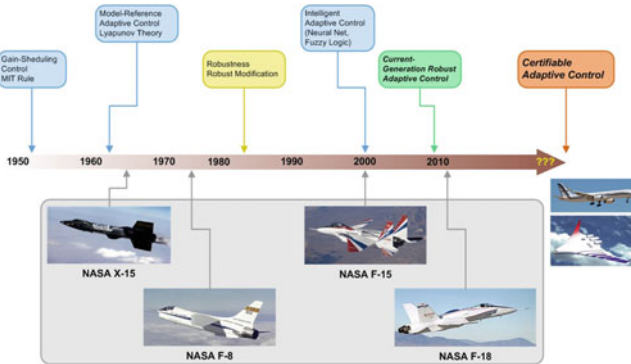 Gain-Sheduling
Control
MIT Rule
Model-Reference
Adaptive Control
Lyapunov Theory
Robustness
Robust Modification
Intelligent
Adaptive Control
(Neural Net,
Fuzzy Logic)
Current-
Generation Robust
Adaptive Control
Certifiable
Adaptive Control
1950 1960 1970 1980 1990 2000 2010 ???
NASA X-15
NASA F-15
NASA F-8
NASA F-18